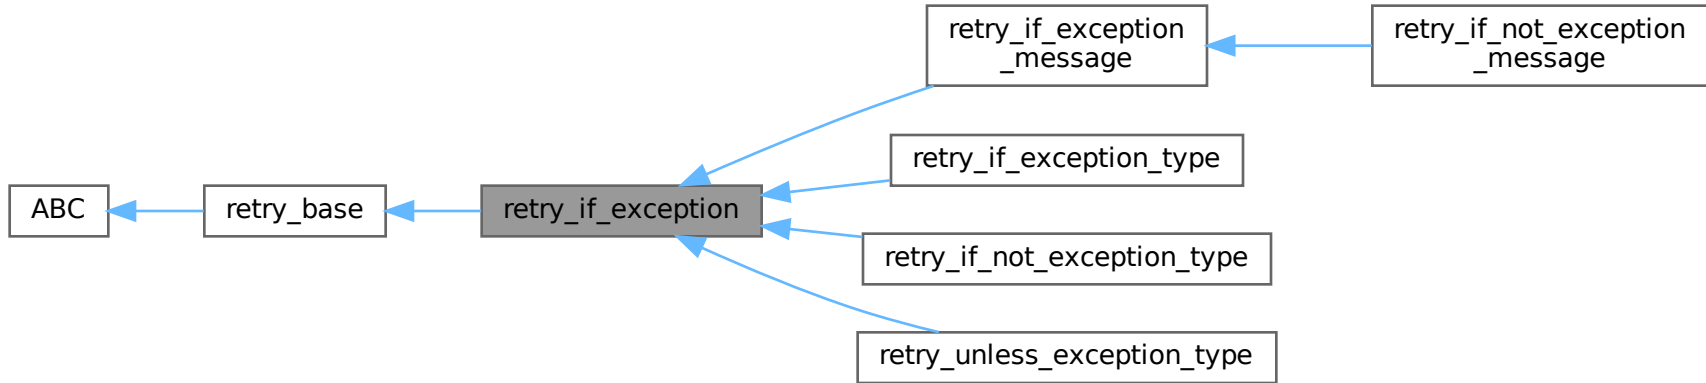 ABC
retry_base
retry_if_exception
retry_if_exception
_message
retry_if_not_exception
_message
retry_if_exception_type
retry_if_not_exception_type
retry_unless_exception_type